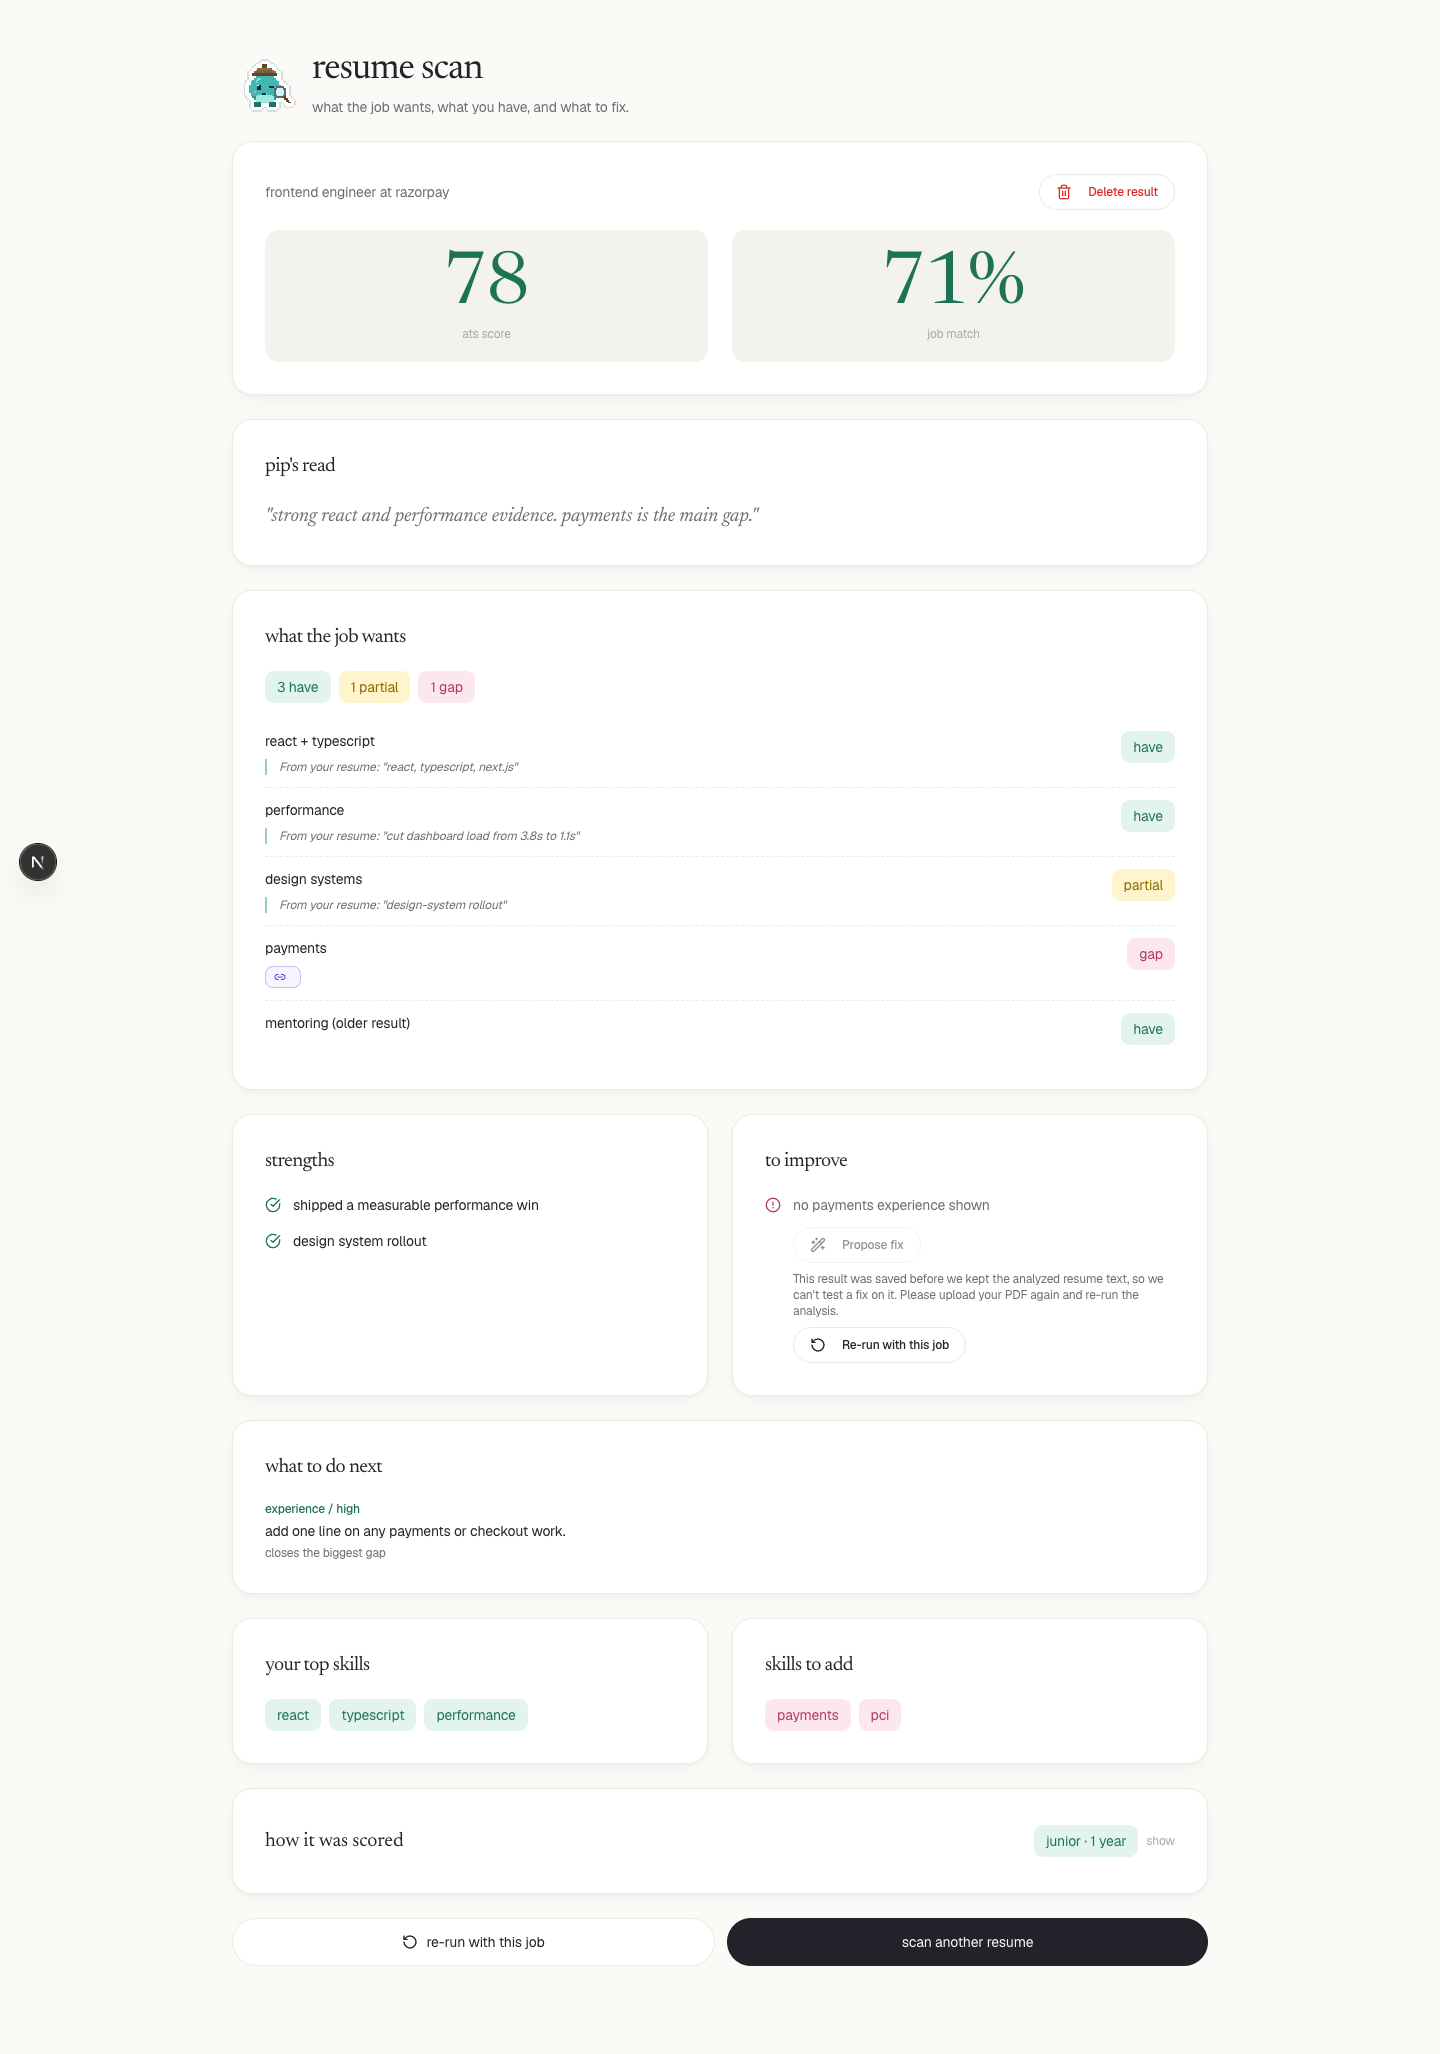 resume scan
what the job wants, what you have, and what to fix.
frontend engineer at razorpay
Delete result
78
ats score
71%
job match
pip's read
"strong react and performance evidence. payments is the main gap."
what the job wants
3 have
1 partial
1 gap
react + typescript
have
From your resume: "react, typescript, next.js"
performance
have
From your resume: "cut dashboard load from 3.8s to 1.1s"
design systems
partial
From your resume: "design-system rollout"
payments
gap
mentoring (older result)
have
N
strengths
shipped a measurable performance win
design system rollout
to improve
no payments experience shown
Propose fix
This result was saved before we kept the analyzed resume text, so we
can't test a fix on it. Please upload your PDF again and re-run the
analysis.
Re-run with this job
what to do next
experience / high
add one line on any payments or checkout work.
closes the biggest gap
your top skills
react
typescript
performance
skills to add
payments
pci
how it was scored
junior · 1 year
show
re-run with this job
scan another resume